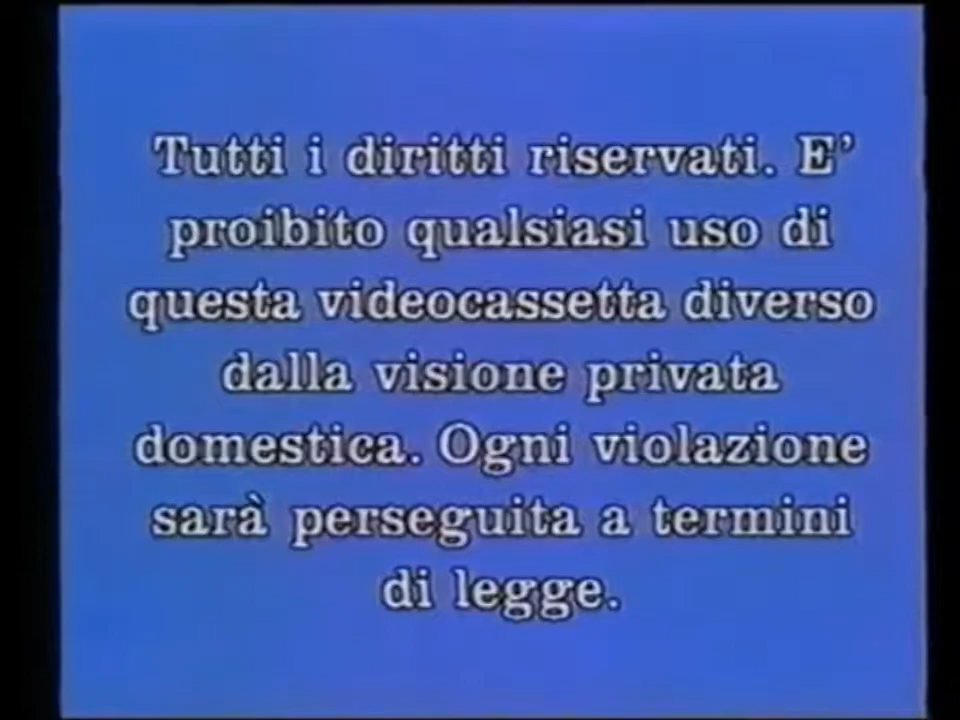 Tutti i diritti riservati. E'
proibito qualsiasi uso di
questa videocassetta diverso
dalla visione privata
domestica. Ogni violazione
sarà perseguita a termini
di legge.